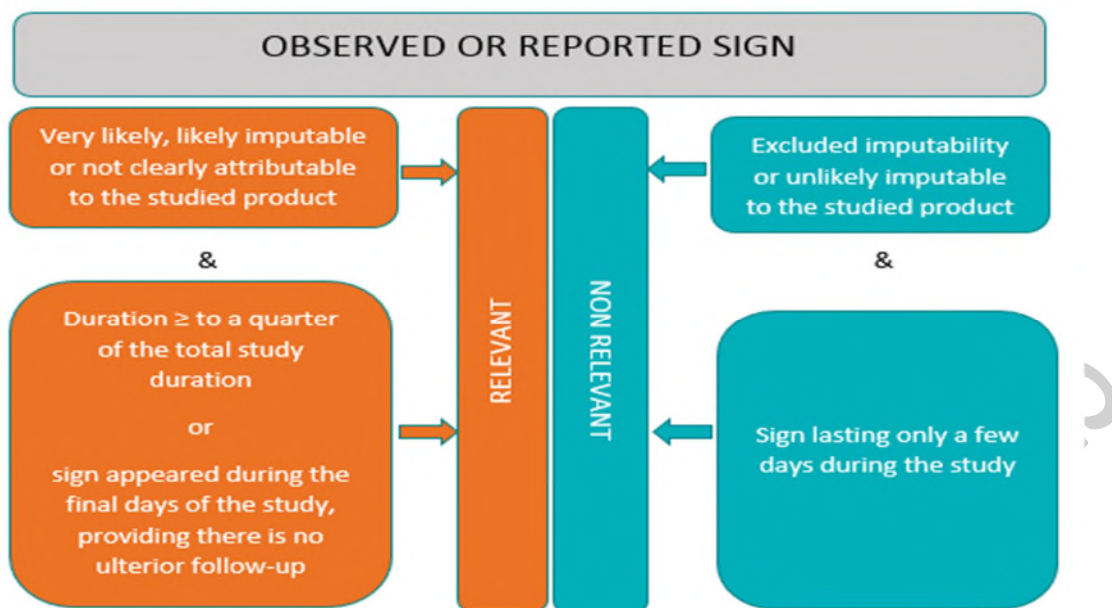 OBSERVED OR REPORTED SIGN
Very likely, likely imputable
or not clearly attributable
to the studied product
&
Duration ≥ to a quarter
of the total study
duration
or
sign appeared during the
final days of the study,
providing there is no
ulterior follow-up
RELEVANT
NON RELEVANT
Excluded imputability
or unlikely imputable
to the studied product
&
Sign lasting only a few
days during the study